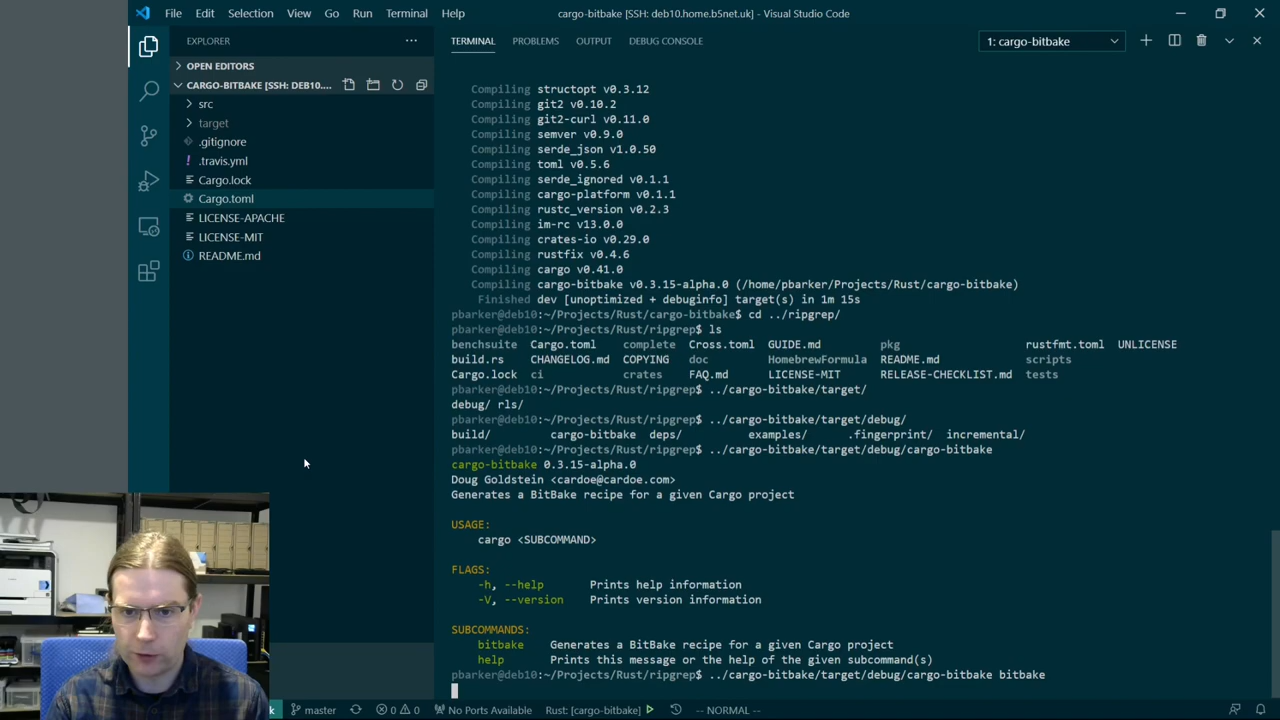 File Edit Selection View Go Run Terminal Help
cargo-bitbake [SSH: deb10.home.b5net.uk] - Visual Studio Code
EXPLORER
OPEN EDITORS
CARGO-BITBAKE [SSH: DEB10....
src
target
.gitignore
.travis.yml
Cargo.lock
Cargo.toml
LICENSE-APACHE
LICENSE-MIT
README.md
TERMINAL PROBLEMS OUTPUT DEBUG CONSOLE
1: cargo-bitbake
Compiling structopt v0.3.12
Compiling git2 v0.10.2
Compiling git2-curl v0.11.0
Compiling semver v0.9.0
Compiling serde_json v1.0.50
Compiling toml v0.5.6
Compiling serde_ignored v0.1.1
Compiling cargo-platform v0.1.1
Compiling rustc_version v0.2.3
Compiling im-rc v13.0.0
Compiling crates-io v0.29.0
Compiling rustfix v0.4.6
Compiling cargo v0.41.0
Compiling cargo-bitbake v0.3.15-alpha.0 (/home/pbarker/Projects/Rust/cargo-bitbake)
Finished dev [unoptimized + debuginfo] target(s) in 1m 15s
pbarker@deb10:~/Projects/Rust/cargo-bitbake$ cd ../ripgrep/
pbarker@deb10:~/Projects/Rust/ripgrep$ ls
benchsuite Cargo.toml complete Cross.toml GUIDE.md pkg rustfmt.toml UNLICENSE
build.rs CHANGELOG.md COPYING doc HomebrewFormula README.md scripts
Cargo.lock ci crates FAQ.md LICENSE-MIT RELEASE-CHECKLIST.md tests
pbarker@deb10:~/Projects/Rust/ripgrep$ ../cargo-bitbake/target/
debug/ rls/
pbarker@deb10:~/Projects/Rust/ripgrep$ ../cargo-bitbake/target/debug/
build/ cargo-bitbake deps/ examples/ .fingerprint/ incremental/
pbarker@deb10:~/Projects/Rust/ripgrep$ ../cargo-bitbake/target/debug/cargo-bitbake
cargo-bitbake 0.3.15-alpha.0
Doug Goldstein <cardoe@cardoe.com>
Generates a BitBake recipe for a given Cargo project
USAGE:
cargo <SUBCOMMAND>
FLAGS:
-h, --help Prints help information
-V, --version Prints version information
SUBCOMMANDS:
bitbake Generates a BitBake recipe for a given Cargo project
help Prints this message or the help of the given subcommand(s)
pbarker@deb10:~/Projects/Rust/ripgrep$ ../cargo-bitbake/target/debug/cargo-bitbake bitbake
master 0 0 No Ports Available Rust: [cargo-bitbake] -- NORMAL --